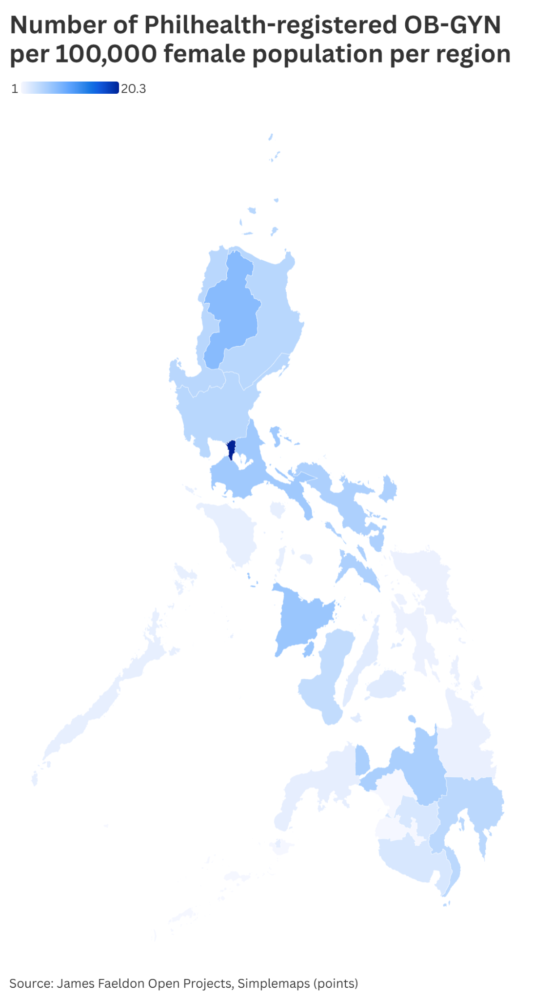 Number of Philhealth-registered OB-GYN
per 100,000 female population per region
1 20.3
Source: James Faeldon Open Projects, Simplemaps (points)